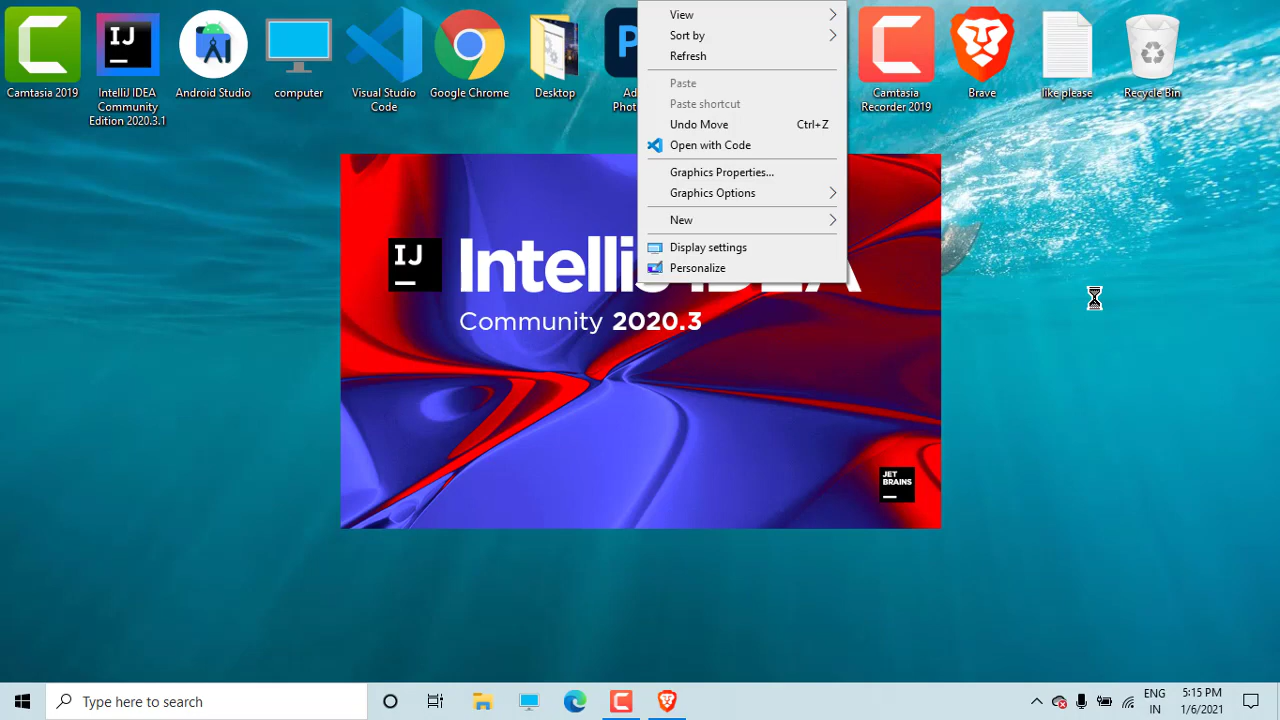 Camtasia 2019
IntelliJ IDEA
Community
Edition 2020.3.1
Android Studio
computer
Visual Studio
Code
Google Chrome
Desktop
Ad
Phot
Camtasia
Recorder 2019
Brave
like please
Recycle Bin
View
Sort by
Refresh
Paste
Paste shortcut
Undo Move Ctrl+Z
Open with Code
Graphics Properties...
Graphics Options
New
Display settings
Personalize
IJ
Community 2020.3
JET
BRAINS
Type here to search
ENG
IN
5:15 PM
1/6/2021